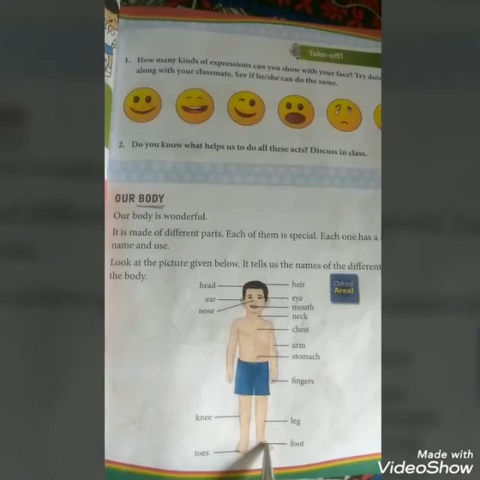 Take-off!
1. How many kinds of expressions can you show with your face? Try doing
along with your classmate. See if he/she can do the same.
2. Do you know what helps us to do all these acts? Discuss in class.
OUR BODY
Our body is wonderful.
It is made of different parts. Each of them is special. Each one has a
name and use.
Look at the picture given below. It tells us the names of the different
the body.
Oxford
Areal
head
hair
ear
eye
nose
mouth
neck
chest
arm
stomach
fingers
knee
leg
foot
toes
Made with
VideoShow